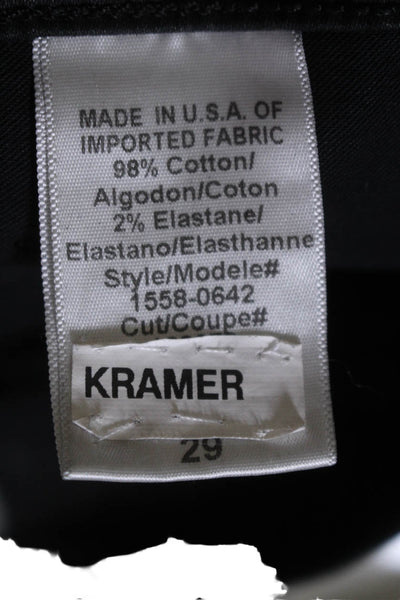 MADE IN U.S.A. OF
IMPORTED FABRIC
98% Cotton/
Algodon/Coton
2% Elastane/
Elastano/Elasthanne
Style/Modele#
1558-0642
Cut/Coupe#
KRAMER
29